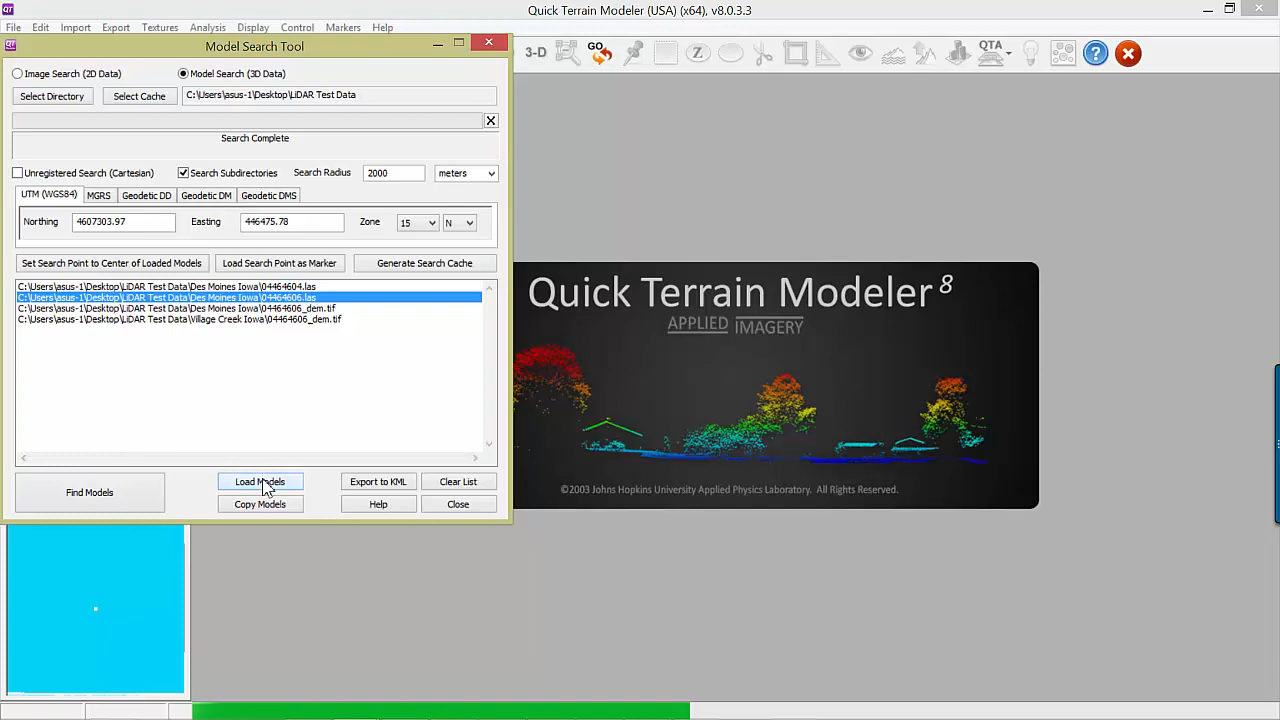 QT Quick Terrain Modeler (USA) (x64), v8.0.3.3
File Edit Import Export Textures Analysis Display Control Markers Help
QT Model Search Tool
3-D GO QTA
Image Search (2D Data) Model Search (3D Data)
Select Directory Select Cache C:\Users\asus-1\Desktop\LiDAR Test Data
X
Search Complete
Unregistered Search (Cartesian) Search Subdirectories Search Radius 2000 meters
UTM (WGS84) MGRS Geodetic DD Geodetic DM Geodetic DMS
Northing 4607303.97 Easting 446475.78 Zone 15 N
Set Search Point to Center of Loaded Models Load Search Point as Marker Generate Search Cache
C:\Users\asus-1\Desktop\LiDAR Test Data\Des Moines Iowa\04464604.las
C:\Users\asus-1\Desktop\LiDAR Test Data\Des Moines Iowa\04464606.las
C:\Users\asus-1\Desktop\LiDAR Test Data\Des Moines Iowa\04464606_dem.tif
C:\Users\asus-1\Desktop\LiDAR Test Data\Village Creek Iowa\04464606_dem.tif
Quick Terrain Modeler 8
APPLIED IMAGERY
©2003 Johns Hopkins University Applied Physics Laboratory. All Rights Reserved.
Find Models Load Models Export to KML Clear List
Copy Models Help Close